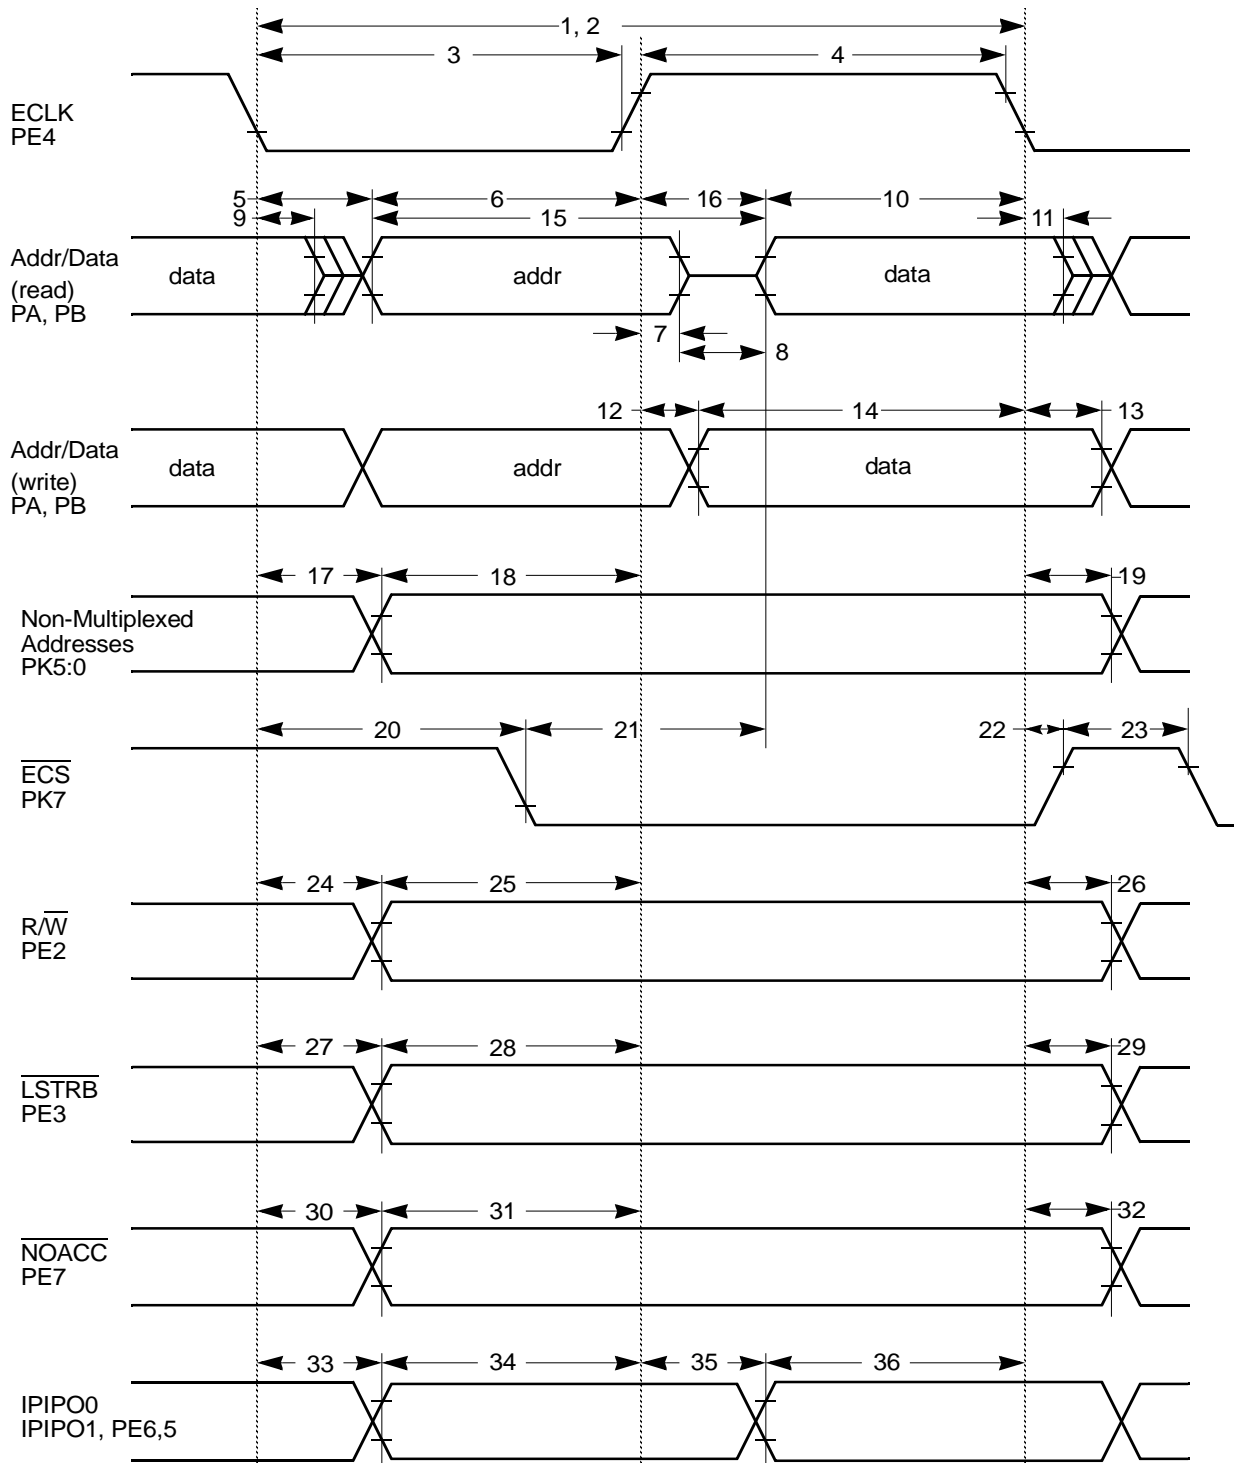 1, 2
3
4
ECLK
PE4
5
6
16
10
9
15
11
Addr/Data
(read)
PA, PB
data
addr
data
7
8
12
14
13
Addr/Data
(write)
PA, PB
data
addr
data
17
18
19
Non-Multiplexed
Addresses
PK5:0
20
21
22
23
ECS
PK7
24
25
26
R/W
PE2
27
28
29
LSTRB
PE3
30
31
32
NOACC
PE7
33
34
35
36
IPIPO0
IPIPO1, PE6,5